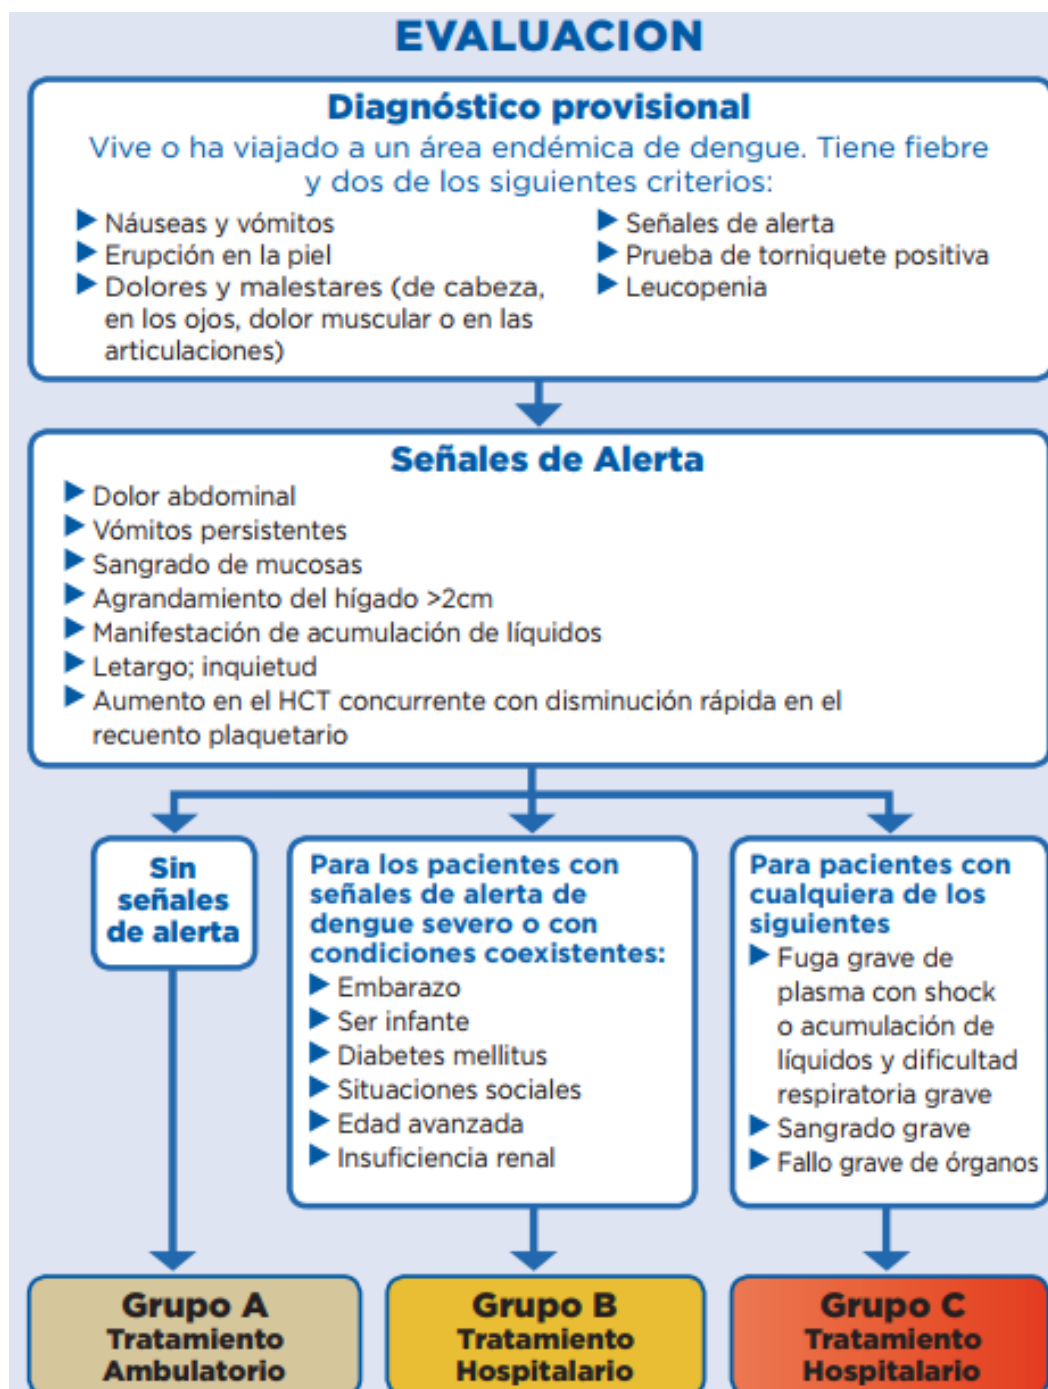 EVALUACION
Diagnóstico provisional
Vive o ha viajado a un área endémica de dengue. Tiene fiebre
y dos de los siguientes criterios:
Náuseas y vómitos
Erupción en la piel
Dolores y malestares (de cabeza,
en los ojos, dolor muscular o en las
articulaciones)
Señales de alerta
Prueba de torniquete positiva
Leucopenia
Señales de Alerta
Dolor abdominal
Vómitos persistentes
Sangrado de mucosas
Agrandamiento del hígado >2cm
Manifestación de acumulación de líquidos
Letargo; inquietud
Aumento en el HCT concurrente con disminución rápida en el
recuento plaquetario
Sin
señales
de alerta
Para los pacientes con
señales de alerta de
dengue severo o con
condiciones coexistentes:
Embarazo
Ser infante
Diabetes mellitus
Situaciones sociales
Edad avanzada
Insuficiencia renal
Para pacientes con
cualquiera de los
siguientes
Fuga grave de
plasma con shock
o acumulación de
líquidos y dificultad
respiratoria grave
Sangrado grave
Fallo grave de órganos
Grupo A
Tratamiento
Ambulatorio
Grupo B
Tratamiento
Hospitalario
Grupo C
Tratamiento
Hospitalario